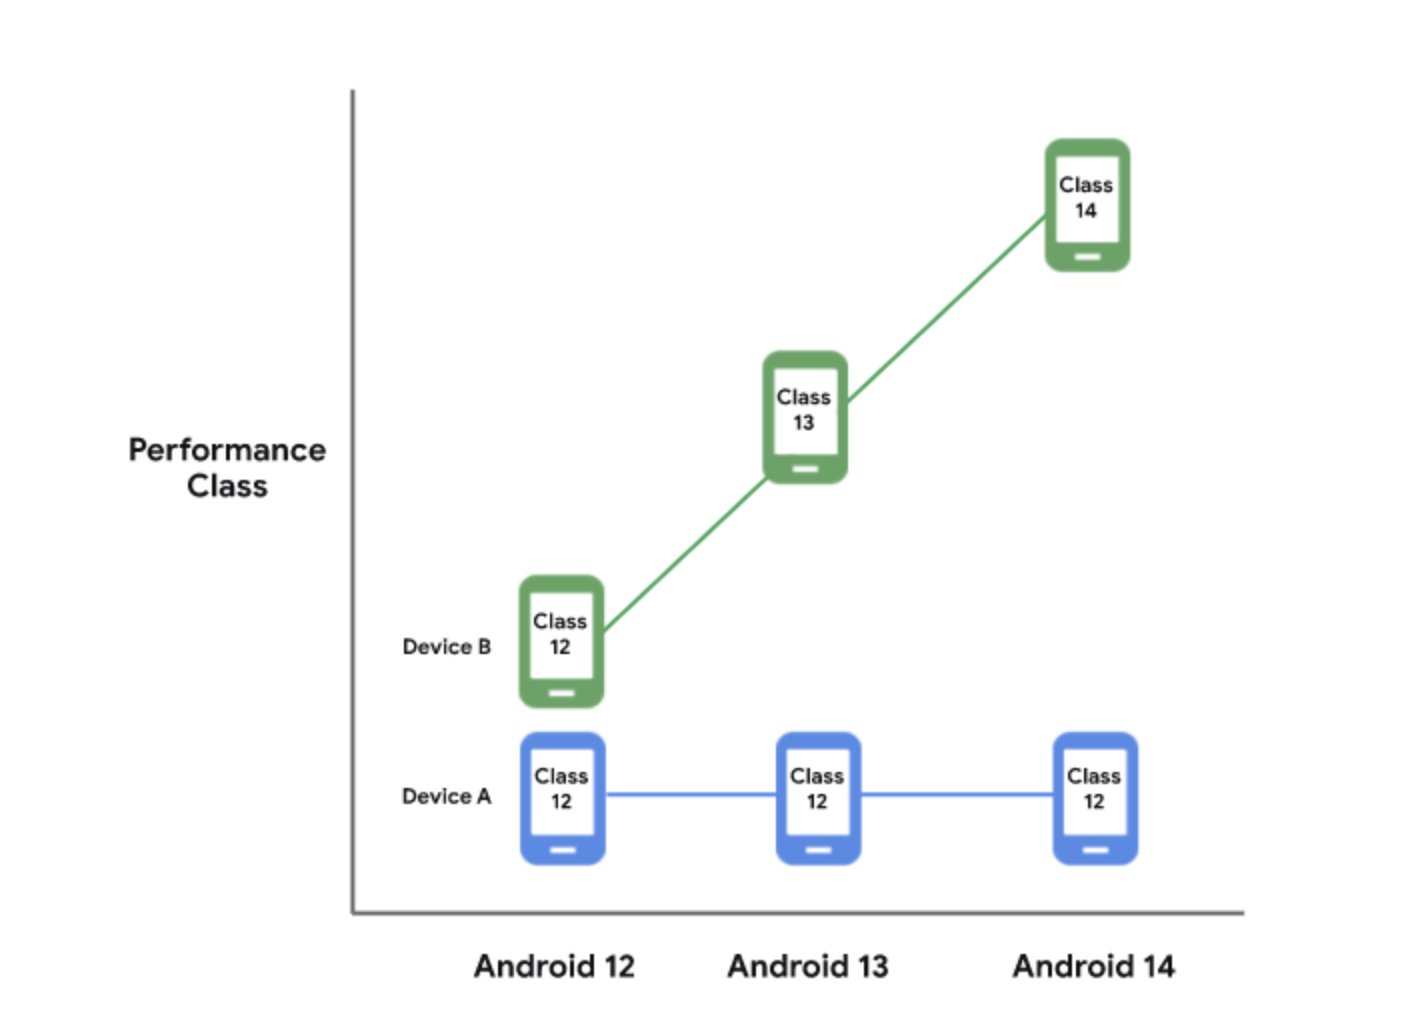 Class
14
Class
13
Performance
Class
Device B
Class
12
Device A
Class
12
Class
12
Class
12
Android 12
Android 13
Android 14